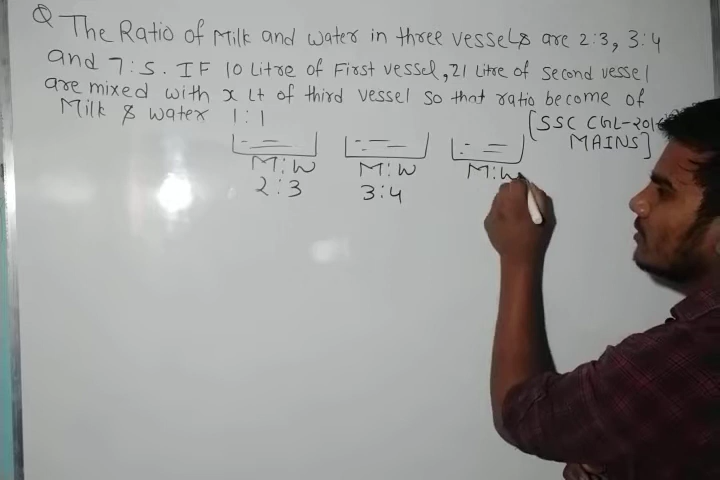 Q The Ratio of Milk and water in three vessels are 2:3, 3:4
and 7:5. IF 10 Litre of First vessel, 21 Litre of second vessel
are mixed with x Lt of third vessel so that ratio become of
Milk & water 1:1
[SSC CGL-201
MAINS]
M:W M:W M:W
2:3 3:4